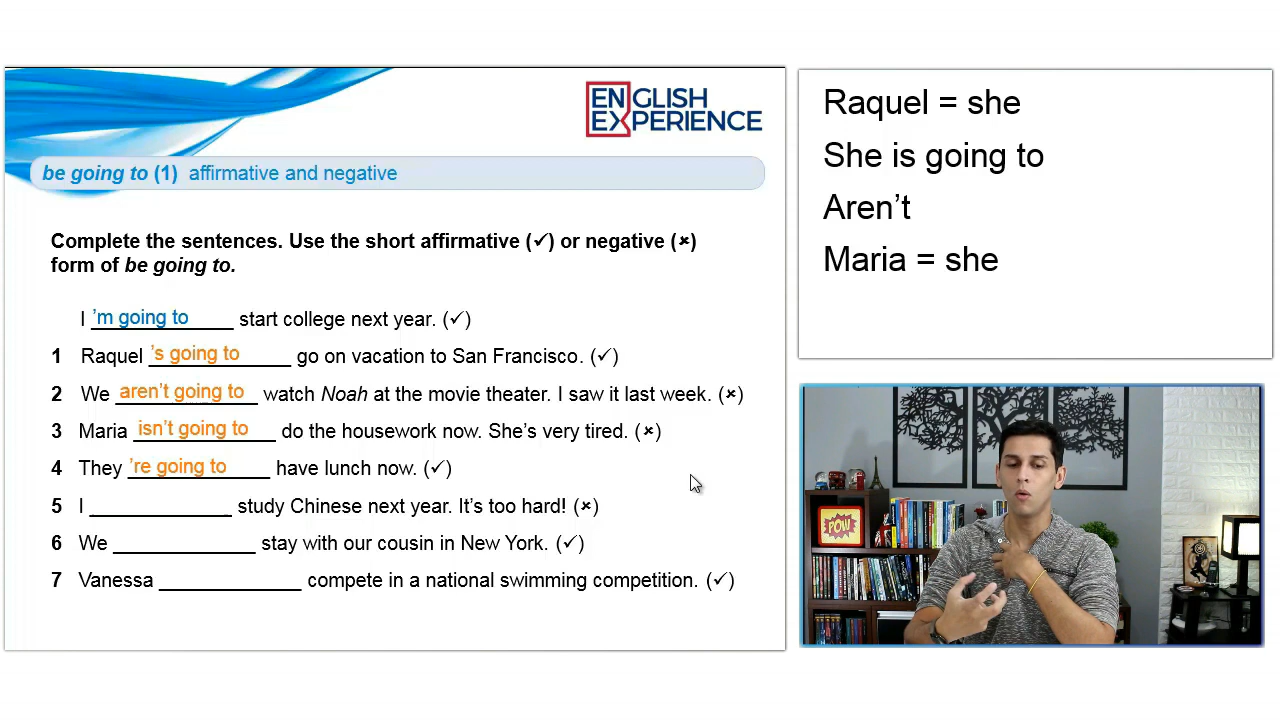 ENGLISH
EXPERIENCE
be going to (1) affirmative and negative
Complete the sentences. Use the short affirmative (✓) or negative (×)
form of be going to.
I ’m going to start college next year. (✓)
1 Raquel ’s going to go on vacation to San Francisco. (✓)
2 We aren’t going to watch Noah at the movie theater. I saw it last week. (×)
3 Maria isn’t going to do the housework now. She’s very tired. (×)
4 They ’re going to have lunch now. (✓)
5 I ____________ study Chinese next year. It’s too hard! (×)
6 We ____________ stay with our cousin in New York. (✓)
7 Vanessa ____________ compete in a national swimming competition. (✓)
Raquel = she
She is going to
Aren’t
Maria = she
POW